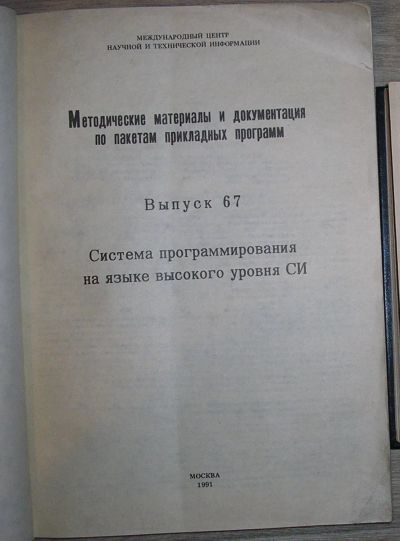 МЕЖДУНАРОДНЫЙ ЦЕНТР
НАУЧНОЙ И ТЕХНИЧЕСКОЙ ИНФОРМАЦИИ
Методические материалы и документация
по пакетам прикладных программ
Выпуск 67
Система программирования
на языке высокого уровня СИ
МОСКВА
1991